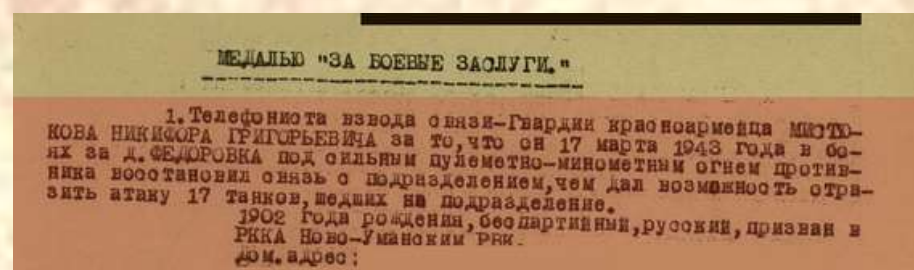 МЕДАЛЬЮ "ЗА БОЕВЫЕ ЗАСЛУГИ."
1.Телефониста взвода связи-Гвардии красноармейца МИСТЮ-
КОВА НИКИФОРА ГРИГОРЬЕВИЧА за то,что он 17 марта 1943 года в бо-
ях за д.ФЕДОРОВКА под сильным пулеметно-минометным огнем против-
ника восстановил связь с подразделением,чем дал возможность отра-
зить атаку 17 танков,шедших на подразделение.
1902 года рождения,беспартийный,русский,призван в
РККА Ново-Уманским РВК.
Дом.адрес: